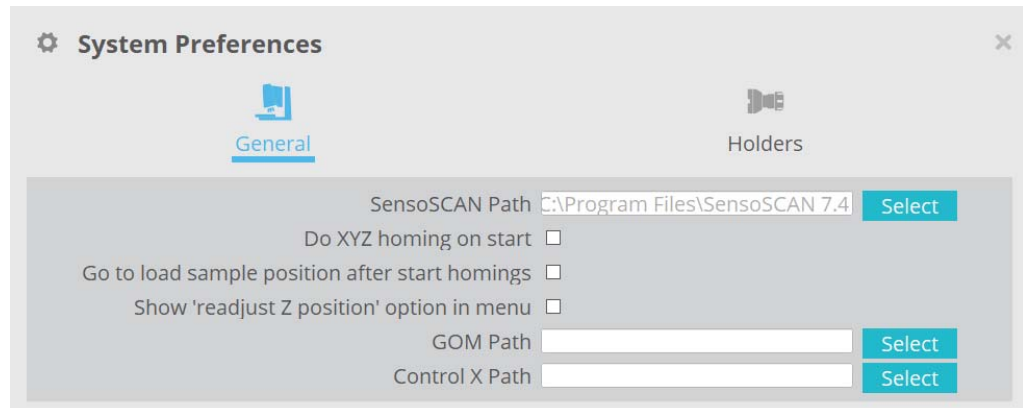 System Preferences
General
Holders
SensoSCAN Path C:\Program Files\SensoSCAN 7.4 Select
Do XYZ homing on start
Go to load sample position after start homings
Show 'readjust Z position' option in menu
GOM Path Select
Control X Path Select